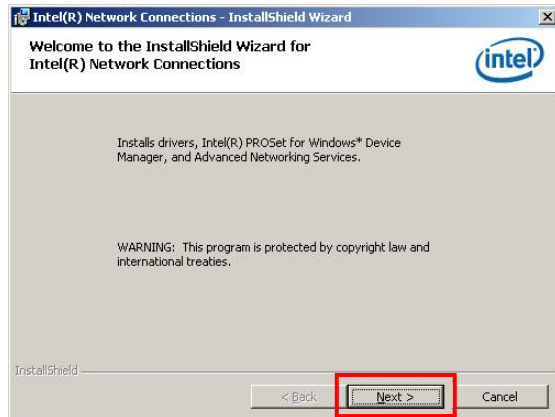 Intel(R) Network Connections - InstallShield Wizard
Welcome to the InstallShield Wizard for
Intel(R) Network Connections
intel
Installs drivers, Intel(R) PROSet for Windows* Device
Manager, and Advanced Networking Services.
WARNING: This program is protected by copyright law and
international treaties.
InstallShield
< Back
Next >
Cancel